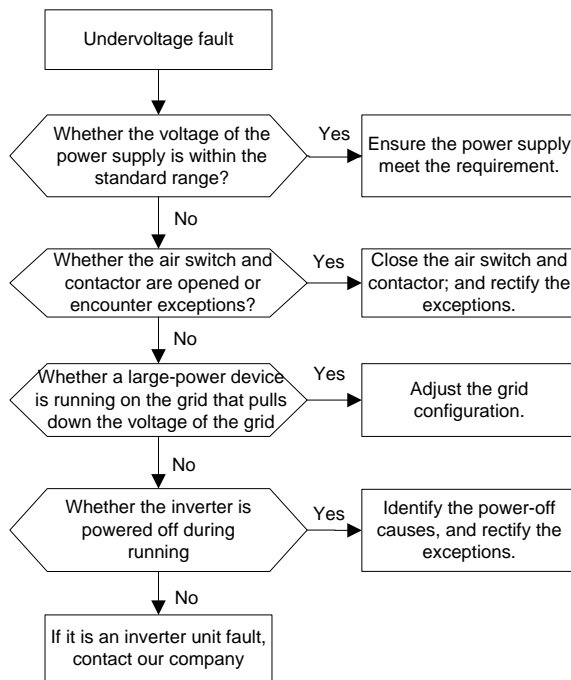 Undervoltage fault
Whether the voltage of the
power supply is within the
standard range?
Yes
Ensure the power supply
meet the requirement.
No
Whether the air switch and
contactor are opened or
encounter exceptions?
Yes
Close the air switch and
contactor; and rectify the
exceptions.
No
Whether a large-power device
is running on the grid that pulls
down the voltage of the grid
Yes
Adjust the grid
configuration.
No
Whether the inverter is
powered off during
running
Yes
Identify the power-off
causes, and rectify the
exceptions.
No
If it is an inverter unit fault,
contact our company